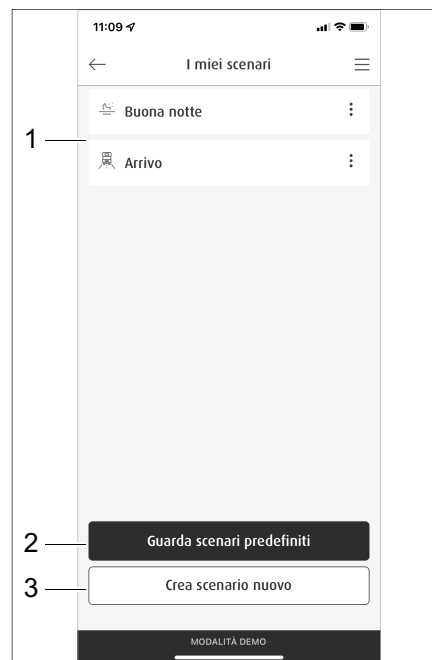 11:09
I miei scenari
Buona notte
1
Arrivo
2
Guarda scenari predefiniti
3
Crea scenario nuovo
MODALITÀ DEMO